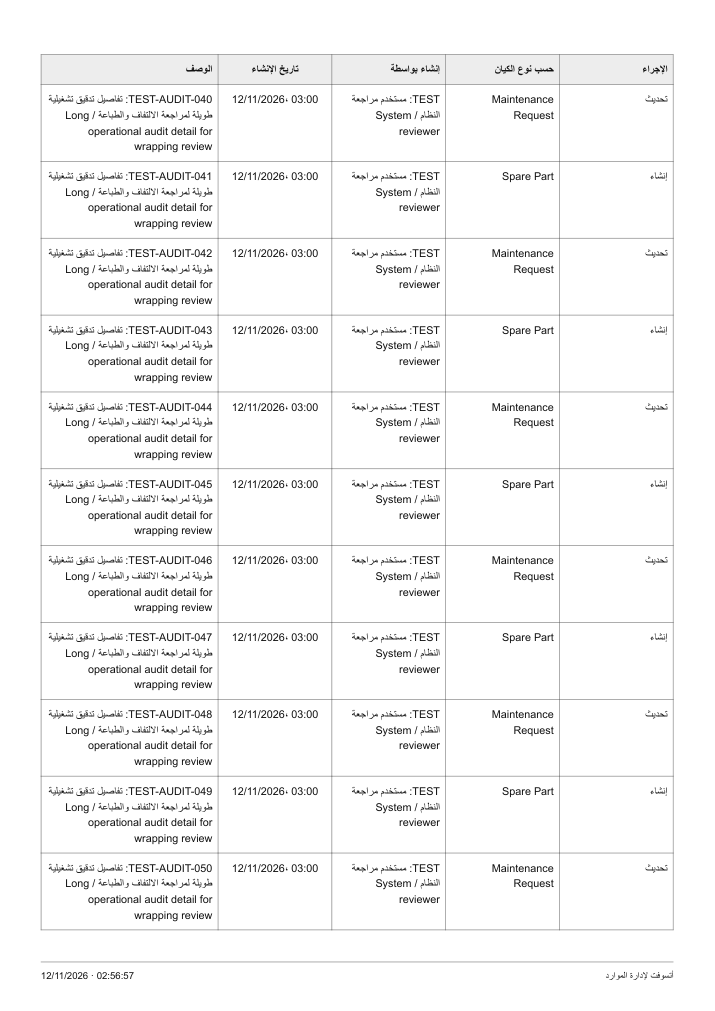 الإجراء	حسب نوع الكيان	إنشاء بواسطة	تاريخ الإنشاء	الوصف
تحديث	Maintenance	TEST: مستخدم مراجعة	12/11/2026، 03:00	TEST-AUDIT-040: تفاصيل تدقيق تشغيلية
Request	النظام / System	طويلة لمراجعة الالتفاف والطباعة / Long
reviewer	operational audit detail for
wrapping review
إنشاء	Spare Part	TEST: مستخدم مراجعة	12/11/2026، 03:00	TEST-AUDIT-041: تفاصيل تدقيق تشغيلية
النظام / System	طويلة لمراجعة الالتفاف والطباعة / Long
reviewer	operational audit detail for
wrapping review
تحديث	Maintenance	TEST: مستخدم مراجعة	12/11/2026، 03:00	TEST-AUDIT-042: تفاصيل تدقيق تشغيلية
Request	النظام / System	طويلة لمراجعة الالتفاف والطباعة / Long
reviewer	operational audit detail for
wrapping review
إنشاء	Spare Part	TEST: مستخدم مراجعة	12/11/2026، 03:00	TEST-AUDIT-043: تفاصيل تدقيق تشغيلية
النظام / System	طويلة لمراجعة الالتفاف والطباعة / Long
reviewer	operational audit detail for
wrapping review
تحديث	Maintenance	TEST: مستخدم مراجعة	12/11/2026، 03:00	TEST-AUDIT-044: تفاصيل تدقيق تشغيلية
Request	النظام / System	طويلة لمراجعة الالتفاف والطباعة / Long
reviewer	operational audit detail for
wrapping review
إنشاء	Spare Part	TEST: مستخدم مراجعة	12/11/2026، 03:00	TEST-AUDIT-045: تفاصيل تدقيق تشغيلية
النظام / System	طويلة لمراجعة الالتفاف والطباعة / Long
reviewer	operational audit detail for
wrapping review
تحديث	Maintenance	TEST: مستخدم مراجعة	12/11/2026، 03:00	TEST-AUDIT-046: تفاصيل تدقيق تشغيلية
Request	النظام / System	طويلة لمراجعة الالتفاف والطباعة / Long
reviewer	operational audit detail for
wrapping review
إنشاء	Spare Part	TEST: مستخدم مراجعة	12/11/2026، 03:00	TEST-AUDIT-047: تفاصيل تدقيق تشغيلية
النظام / System	طويلة لمراجعة الالتفاف والطباعة / Long
reviewer	operational audit detail for
wrapping review
تحديث	Maintenance	TEST: مستخدم مراجعة	12/11/2026، 03:00	TEST-AUDIT-048: تفاصيل تدقيق تشغيلية
Request	النظام / System	طويلة لمراجعة الالتفاف والطباعة / Long
reviewer	operational audit detail for
wrapping review
إنشاء	Spare Part	TEST: مستخدم مراجعة	12/11/2026، 03:00	TEST-AUDIT-049: تفاصيل تدقيق تشغيلية
النظام / System	طويلة لمراجعة الالتفاف والطباعة / Long
reviewer	operational audit detail for
wrapping review
تحديث	Maintenance	TEST: مستخدم مراجعة	12/11/2026، 03:00	TEST-AUDIT-050: تفاصيل تدقيق تشغيلية
Request	النظام / System	طويلة لمراجعة الالتفاف والطباعة / Long
reviewer	operational audit detail for
wrapping review
أتسوفت لإدارة الموارد	12/11/2026 · 02:56:57